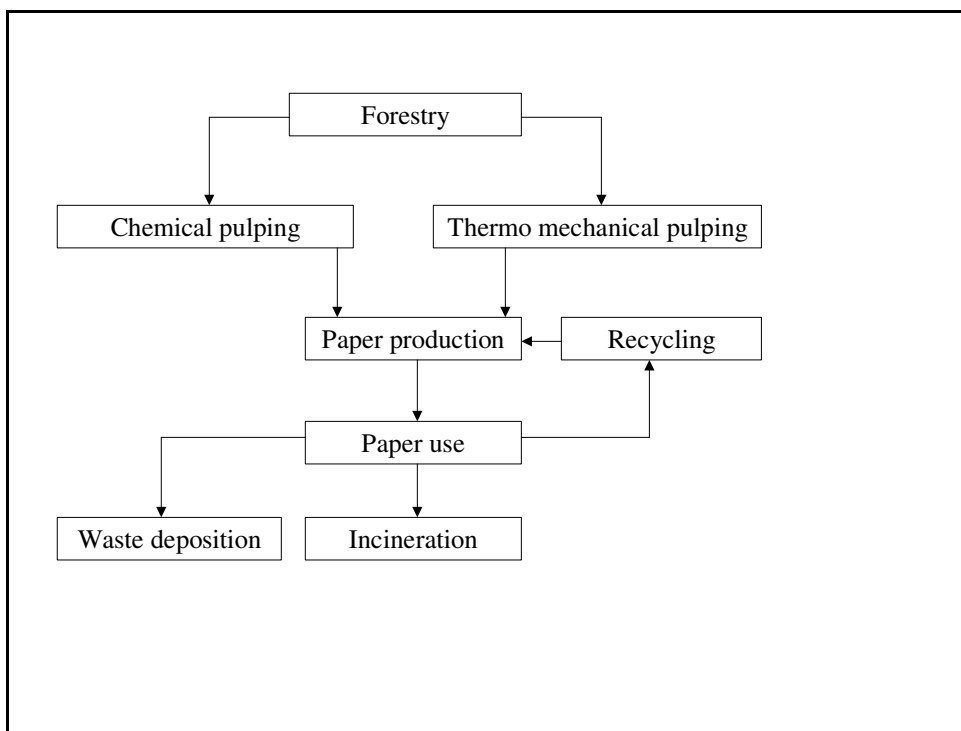 Forestry
Chemical pulping
Thermo mechanical pulping
Paper production
Recycling
Paper use
Waste deposition
Incineration